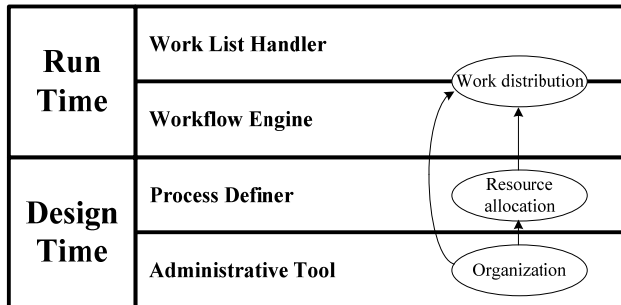 Run
Time
Work List Handler
Work distribution
Workflow Engine
Design
Time
Process Definer
Resource
allocation
Administrative Tool
Organization